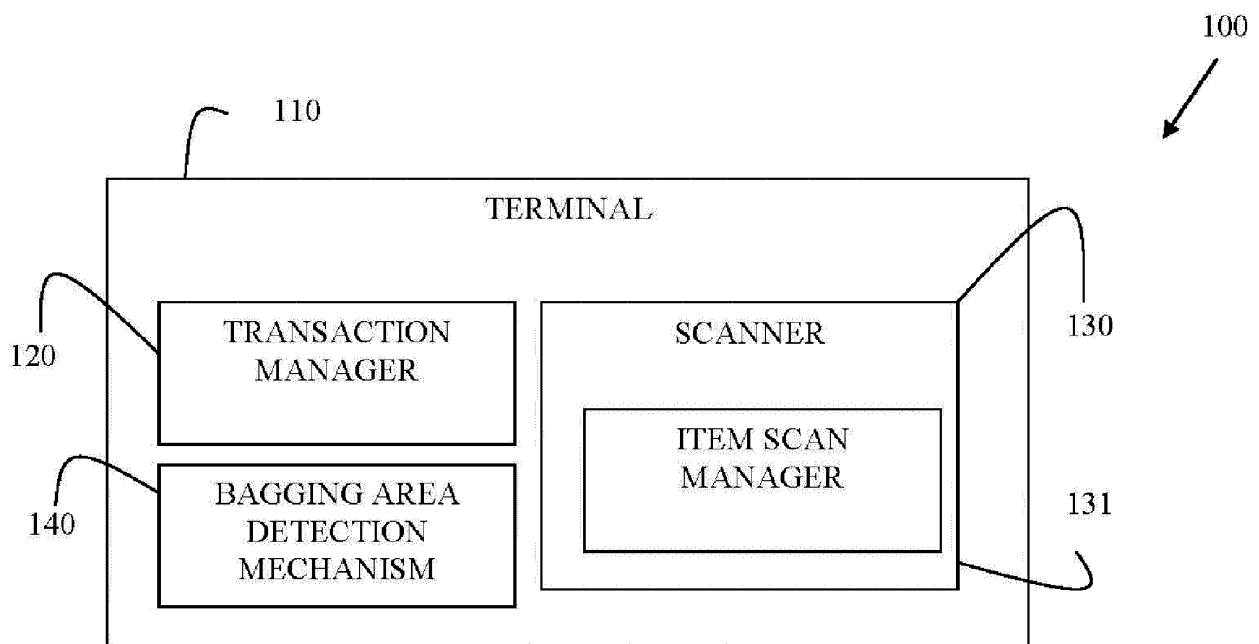 100
110
TERMINAL
120
TRANSACTION
MANAGER
SCANNER
130
ITEM SCAN
MANAGER
140
BAGGING AREA
DETECTION
MECHANISM
131